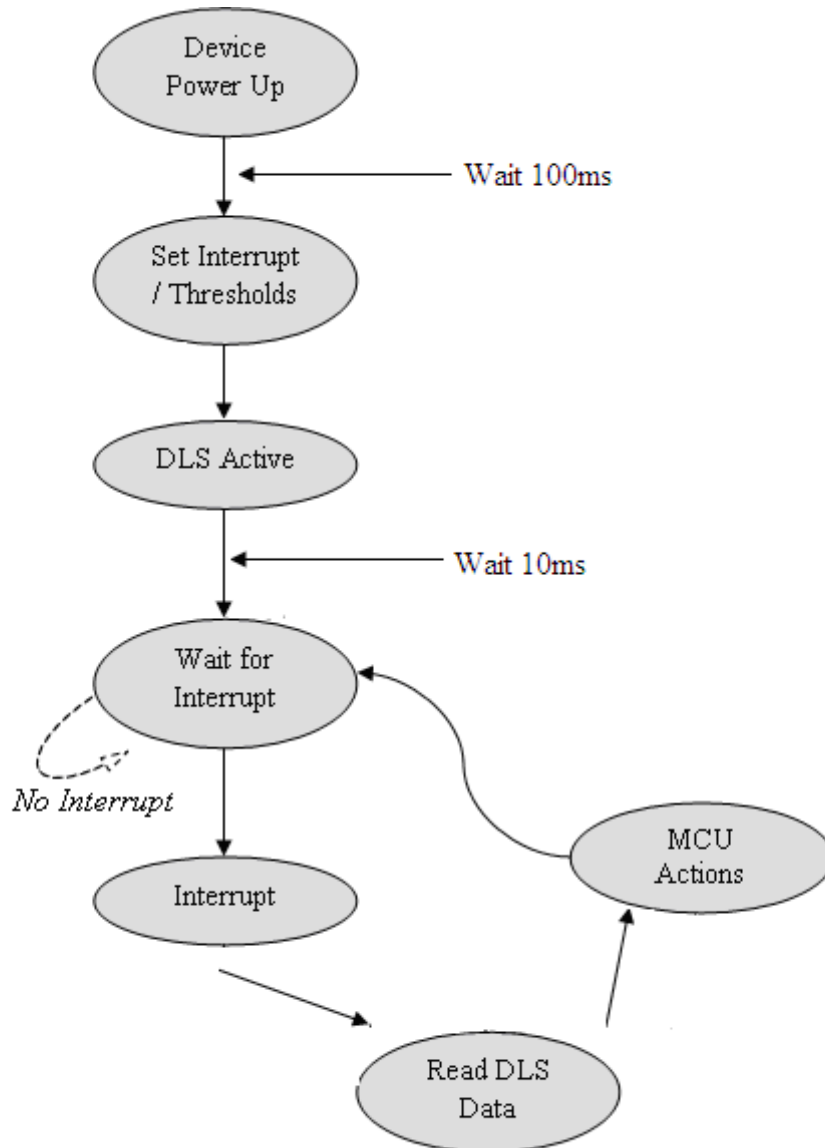 Device
Power Up
Wait 100ms
Set Interrupt
/ Thresholds
DLS Active
Wait 10ms
Wait for
Interrupt
No Interrupt
MCU
Actions
Interrupt
Read DLS
Data